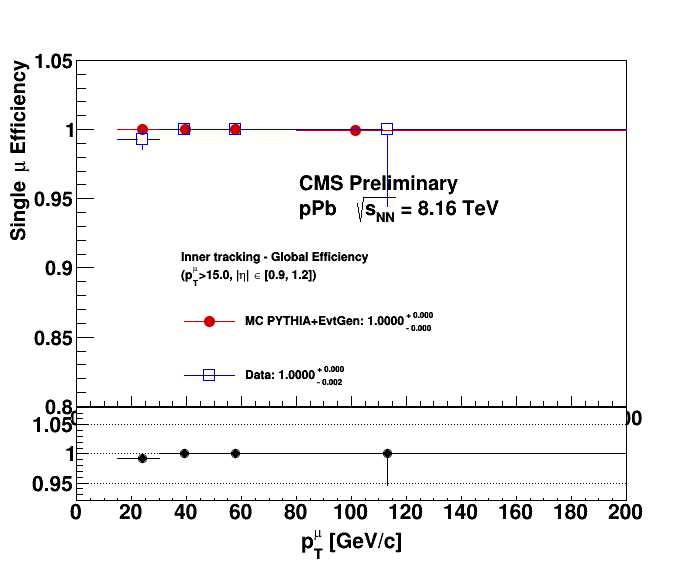 1.05
1
0.95
0.9
0.85
0.8
Single μ Efficiency
CMS Preliminary
pPb √sNN = 8.16 TeV
Inner tracking - Global Efficiency
(pTμ>15.0, |η| ∈ [0.9, 1.2])
MC PYTHIA+EvtGen: 1.0000 + 0.000 - 0.000
Data: 1.0000 + 0.000 - 0.002
1.05
1
0.95
0 20 40 60 80 100 120 140 160 180 200
pTμ [GeV/c]